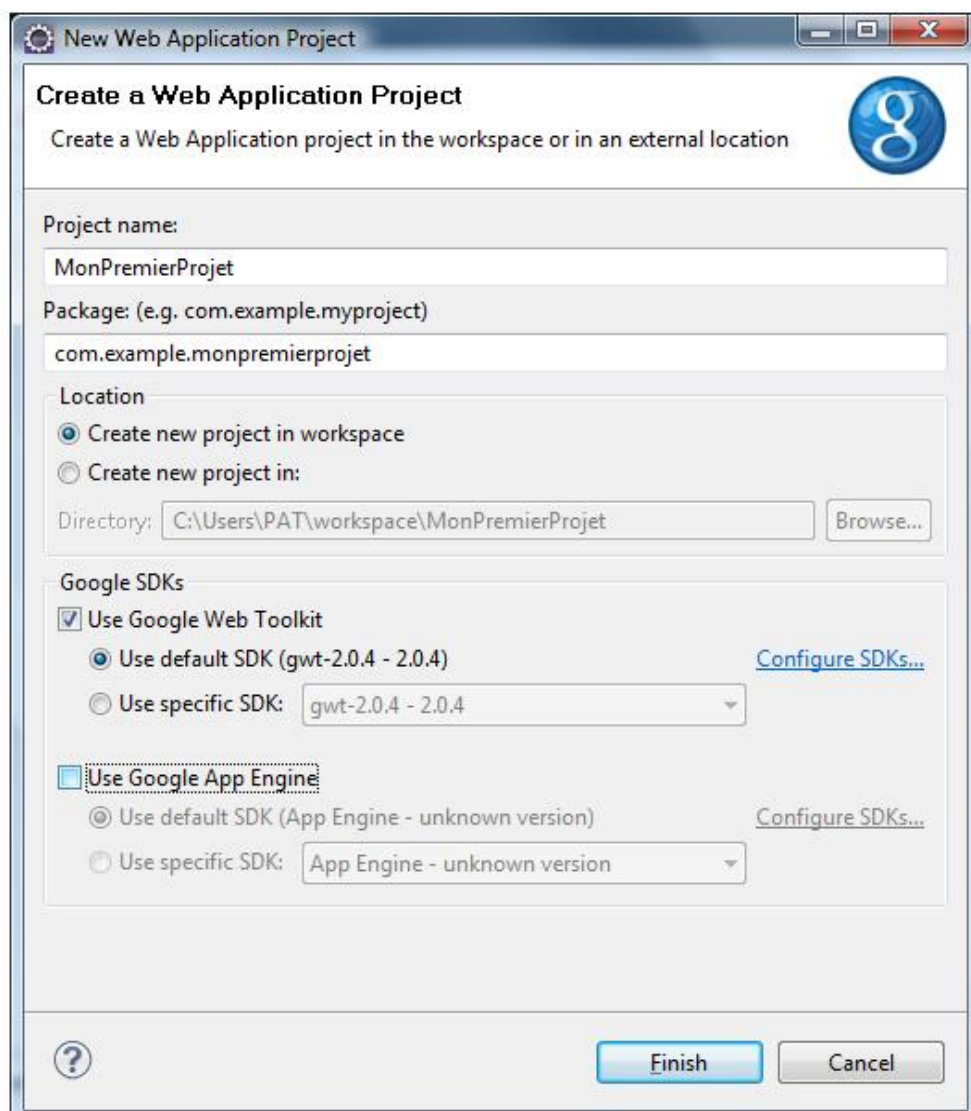 New Web Application Project
Create a Web Application Project
Create a Web Application project in the workspace or in an external location
g
Project name:
MonPremierProjet
Package: (e.g. com.example.myproject)
com.example.monpremierprojet
Location
Create new project in workspace
Create new project in:
Directory: C:\Users\PAT\workspace\MonPremierProjet Browse...
Google SDKs
Use Google Web Toolkit
Use default SDK (gwt-2.0.4 - 2.0.4) Configure SDKs...
Use specific SDK: gwt-2.0.4 - 2.0.4
Use Google App Engine
Use default SDK (App Engine - unknown version) Configure SDKs...
Use specific SDK: App Engine - unknown version
? Finish Cancel